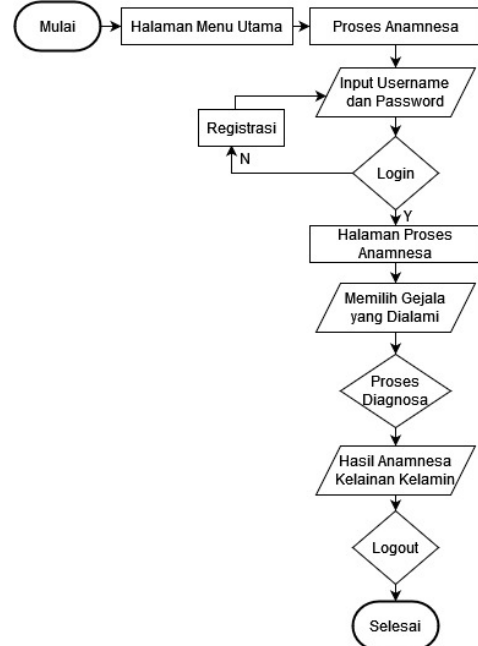 Mulai
Halaman Menu Utama
Proses Anamnesa
Input Username
dan Password
Registrasi
N
Login
Y
Halaman Proses
Anamnesa
Memilih Gejala
yang Dialami
Proses
Diagnosa
Hasil Anamnesa
Kelainan Kelamin
Logout
Selesai